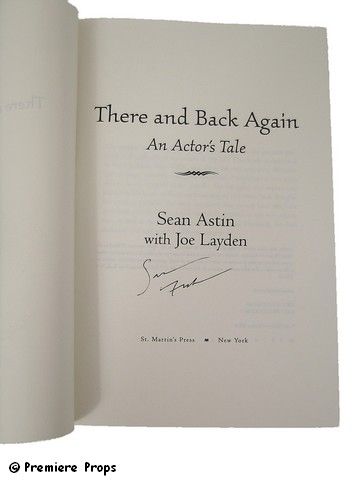 There and Back Again
An Actor's Tale
Sean Astin
with Joe Layden
St. Martin's Press New York
© Premiere Props